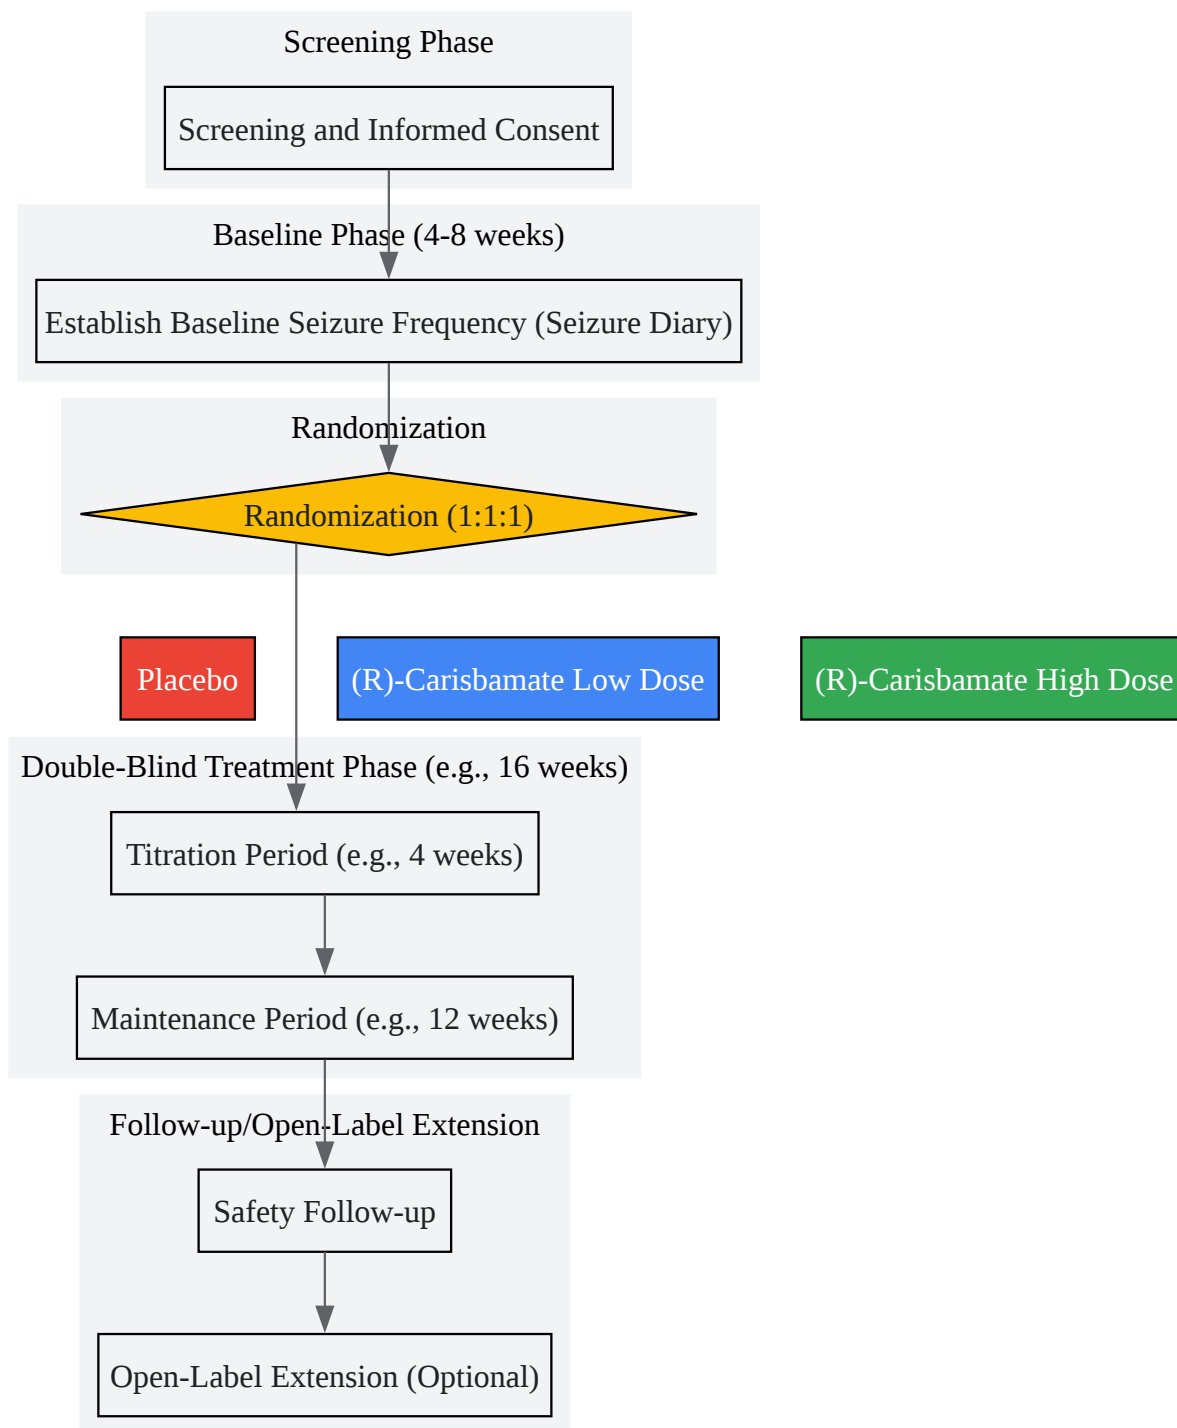 Screening Phase
Screening and Informed Consent
Baseline Phase (4-8 weeks)
Establish Baseline Seizure Frequency (Seizure Diary)
Randomization
Randomization (1:1:1)
Placebo
(R)-Carisbamate Low Dose
(R)-Carisbamate High Dose
Double-Blind Treatment Phase (e.g., 16 weeks)
Titration Period (e.g., 4 weeks)
Maintenance Period (e.g., 12 weeks)
Follow-up/Open-Label Extension
Safety Follow-up
Open-Label Extension (Optional)